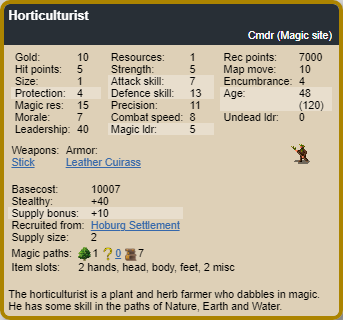 Horticulturist
Cmdr (Magic site)
Gold: 10 Resources: 1 Rec points: 7000
Hit points: 5 Strength: 5 Map move: 10
Size: 1 Attack skill: 7 Encumbrance: 4
Protection: 4 Defence skill: 13 Age: 48
Magic res: 15 Precision: 11 (120)
Morale: 7 Combat speed: 8 Undead ldr: 0
Leadership: 40 Magic ldr: 5
Weapons: Armor:
Stick Leather Cuirass
Basecost: 10007
Stealthy: +40
Supply bonus: +10
Recruited from: Hoburg Settlement
Supply size: 2
Magic paths: 1 ? 0 7
Item slots: 2 hands, head, body, feet, 2 misc
The horticulturist is a plant and herb farmer who dabbles in magic.
He has some skill in the paths of Nature, Earth and Water.